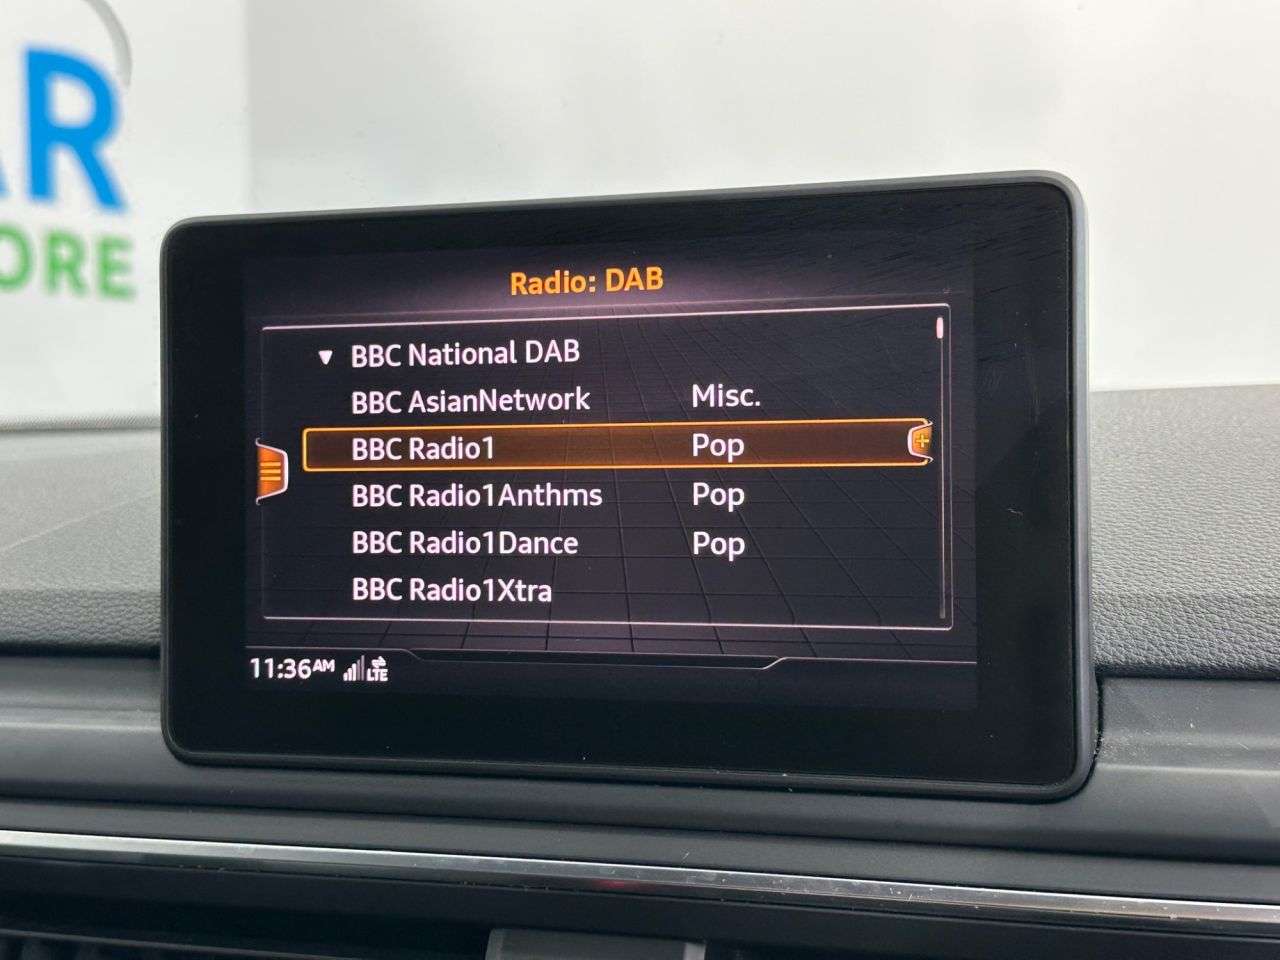 AR
ORE
Radio: DAB
BBC National DAB
BBC AsianNetwork Misc.
BBC Radio1 Pop
BBC Radio1Anthms Pop
BBC Radio1Dance Pop
BBC Radio1Xtra
11:36AM LTE